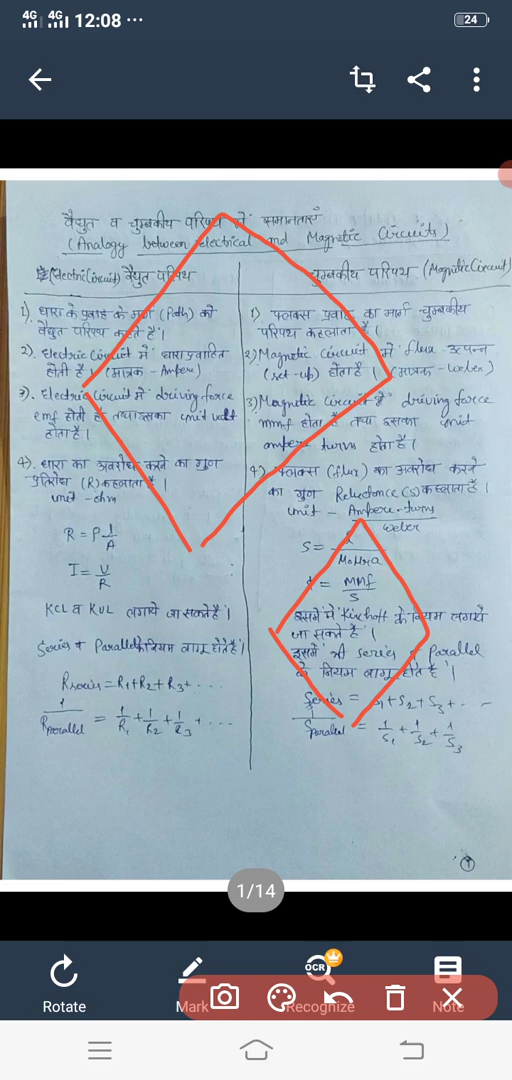 4G 4G 12:08 ...
24
वैद्युत व चुम्बकीय परिपथ में समानताएँ
(Analogy between electrical and Magnetic Circuits)
(Electric Circuit) वैद्युत परिपथ
1). धारा के प्रवाह के मार्ग (Path) को
वैद्युत परिपथ कहते हैं।
2). Electric Circuit में धारा प्रवाहित
होती है। (मात्रक - Ampere)
3). Electric Circuit में driving force
emf होती है तथा इसका unit volt
होता है।
4). धारा का अवरोध करने का गुण
प्रतिरोध (R) कहलाता है।
unit - ohm
R = P l/A
I = V/R
KCL व KVL लगाये जा सकते है।
Series & Parallel के नियम लागू होते है।
Rseries = R1+R2+R3+...
1/Rparallel = 1/R1 + 1/R2 + 1/R3 + ...
चुम्बकीय परिपथ (Magnetic Circuit)
1). फ्लक्स प्रवाह का मार्ग चुम्बकीय
परिपथ कहलाता है।
2) Magnetic Circuit में flux उत्पन्न
(set-up) होता है। (मात्रक - Weber)
3) Magnetic Circuit में driving force
mmf होता है तथा इसका unit
ampere turn होता है।
4). फ्लक्स (flux) का अवरोध करने
का गुण Reluctance (S) कहलाता है।
unit - Ampere-turns/Weber
S = l/MoMra
= MMf/S
इसमें में Kirchoff के नियम लगाये
जा सकते है।
इसमें भी series & Parallel
के नियम लागू होते है।
Sseries = S1+S2+S3+...
1/Sparallel = 1/S1 + 1/S2 + 1/S3
1
1/14
OCR
Rotate
Mark
Recognize
Note